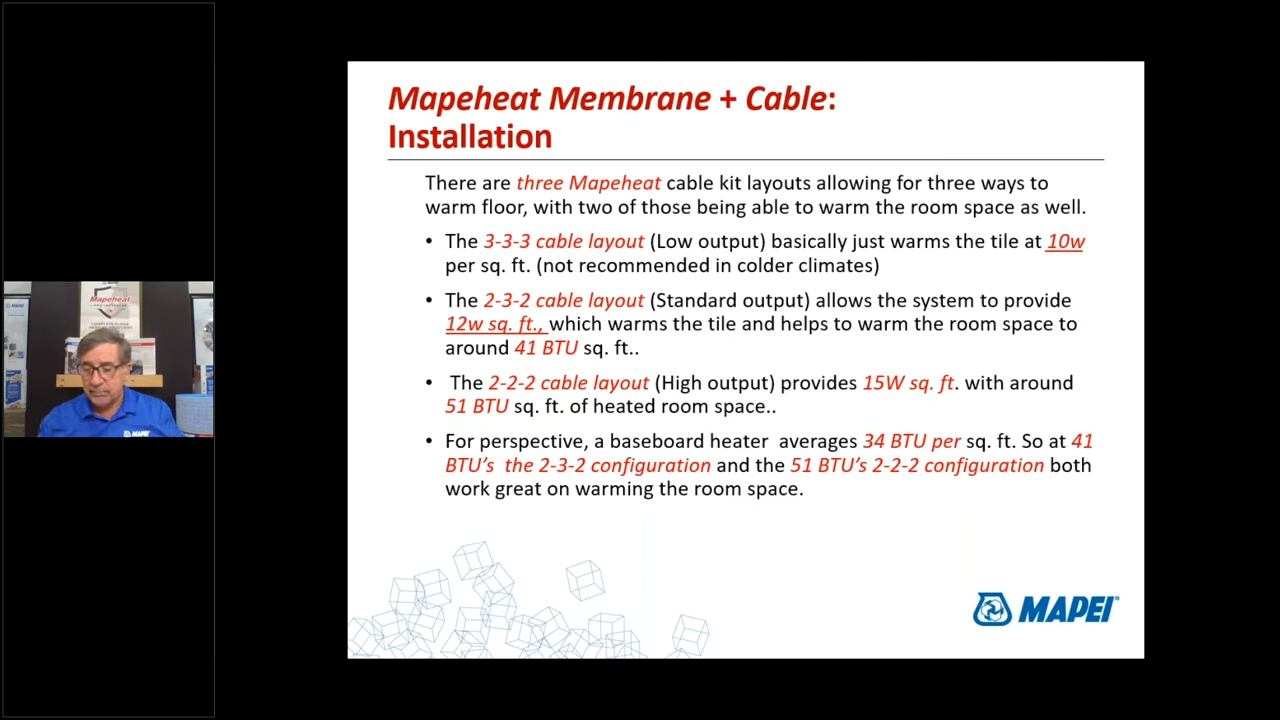 Mapeheat Membrane + Cable:
Installation
There are three Mapeheat cable kit layouts allowing for three ways to
warm floor, with two of those being able to warm the room space as well.
• The 3-3-3 cable layout (Low output) basically just warms the tile at 10w
per sq. ft. (not recommended in colder climates)
• The 2-3-2 cable layout (Standard output) allows the system to provide
12w sq. ft., which warms the tile and helps to warm the room space to
around 41 BTU sq. ft..
• The 2-2-2 cable layout (High output) provides 15W sq. ft. with around
51 BTU sq. ft. of heated room space..
• For perspective, a baseboard heater averages 34 BTU per sq. ft. So at 41
BTU's the 2-3-2 configuration and the 51 BTU's 2-2-2 configuration both
work great on warming the room space.
MAPEI®
Mapeheat
MAPEI